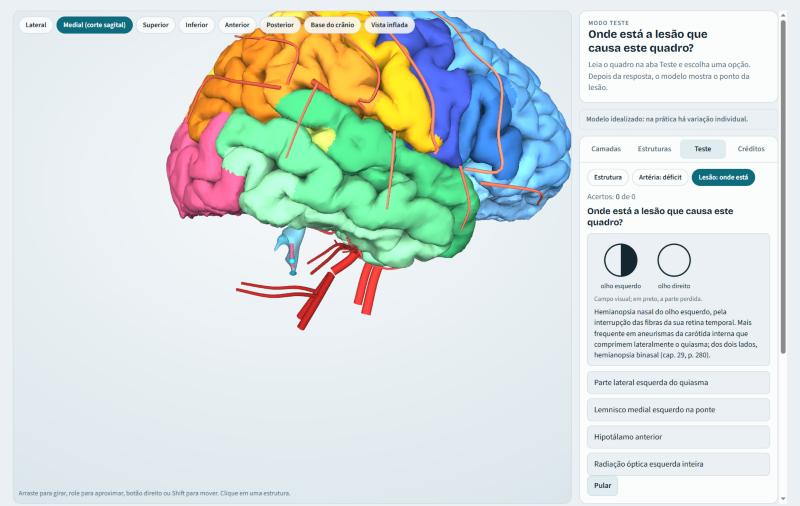 Lateral
Medial (corte sagital)
Superior
Inferior
Anterior
Posterior
Base do crânio
Vista inflada
Arraste para girar, role para aproximar, botão direito ou Shift para mover. Clique em uma estrutura.
MODO TESTE
Onde está a lesão que
causa este quadro?
Leia o quadro na aba Teste e escolha uma opção.
Depois da resposta, o modelo mostra o ponto da
lesão.
Modelo idealizado: na prática há variação individual.
Camadas
Estruturas
Teste
Créditos
Estrutura
Artéria: déficit
Lesão: onde está
Acertos: 0 de 0
Onde está a lesão que causa este
quadro?
olho esquerdo
olho direito
Campo visual; em preto, a parte perdida.
Hemianopsia nasal do olho esquerdo, pela
interrupção das fibras da sua retina temporal. Mais
frequente em aneurismas da carótida interna que
comprimem lateralmente o quiasma; dos dois lados,
hemianopsia binasal (cap. 29, p. 280).
Parte lateral esquerda do quiasma
Lemnisco medial esquerdo na ponte
Hipotálamo anterior
Radiação óptica esquerda inteira
Pular